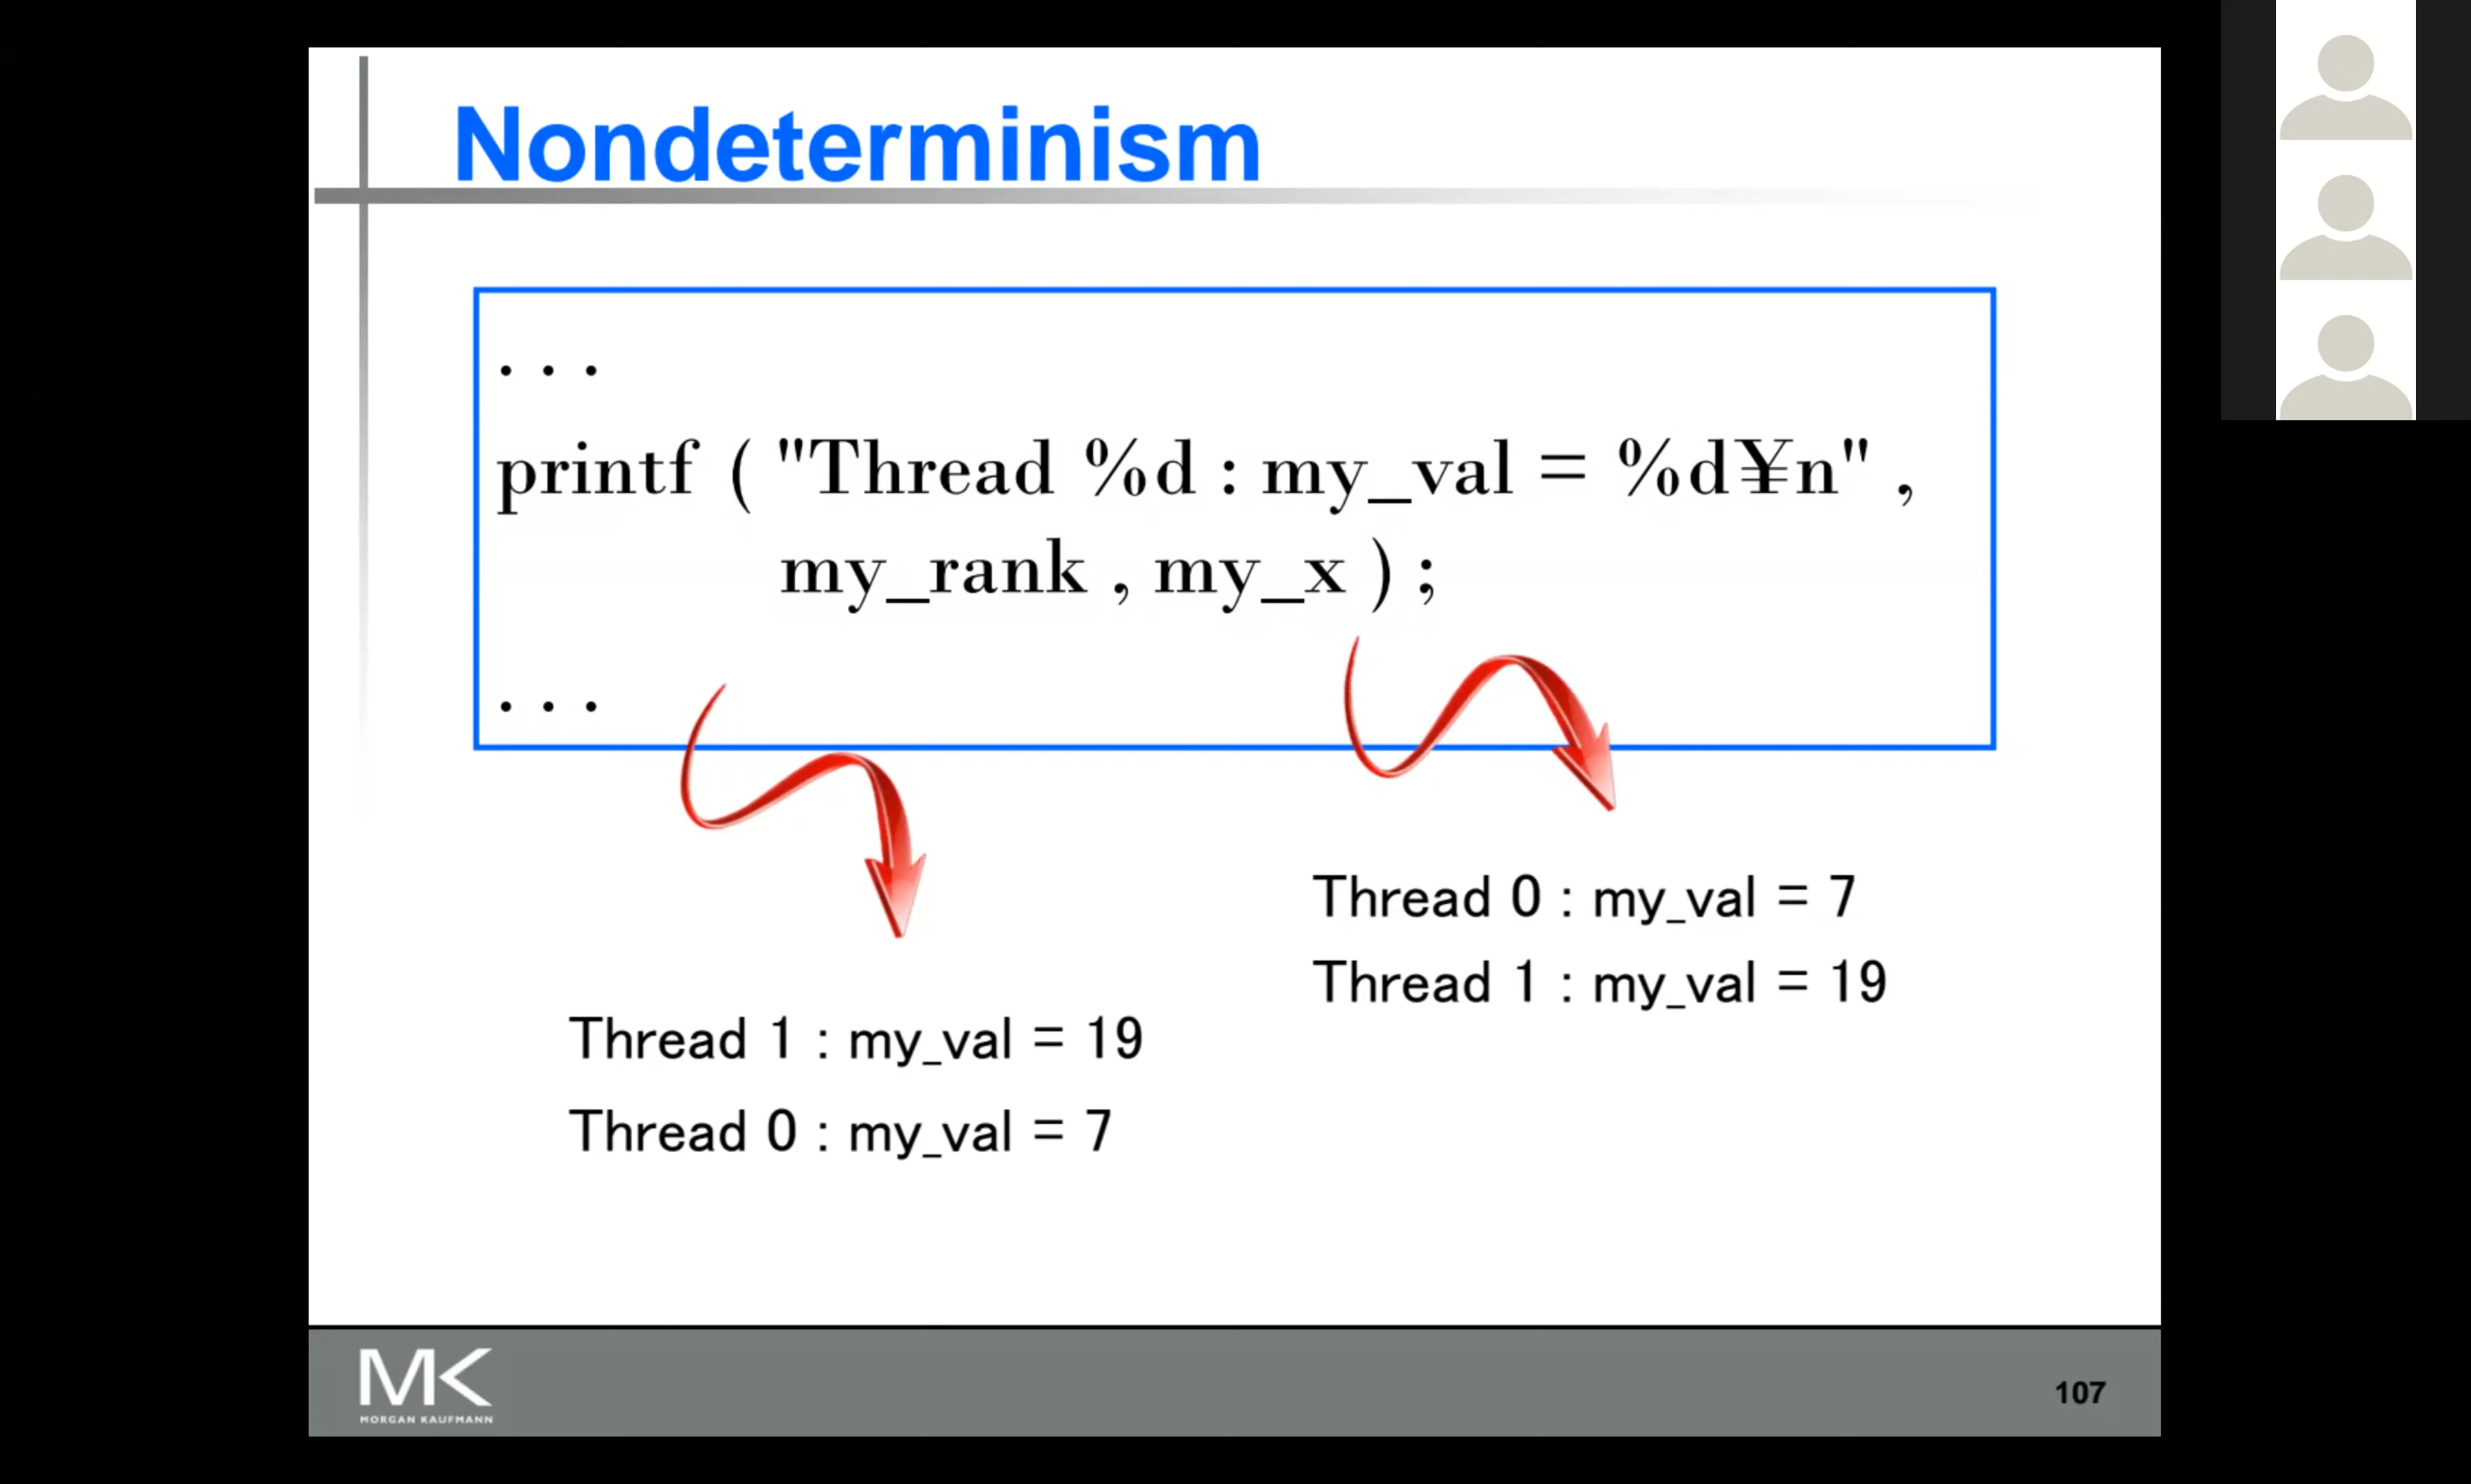 Nondeterminism
. . .
printf ( "Thread %d : my_val = %d¥n" ,
my_rank , my_x ) ;
. . .
Thread 0 : my_val = 7
Thread 1 : my_val = 19
Thread 1 : my_val = 19
Thread 0 : my_val = 7
MK
MORGAN KAUFMANN
107